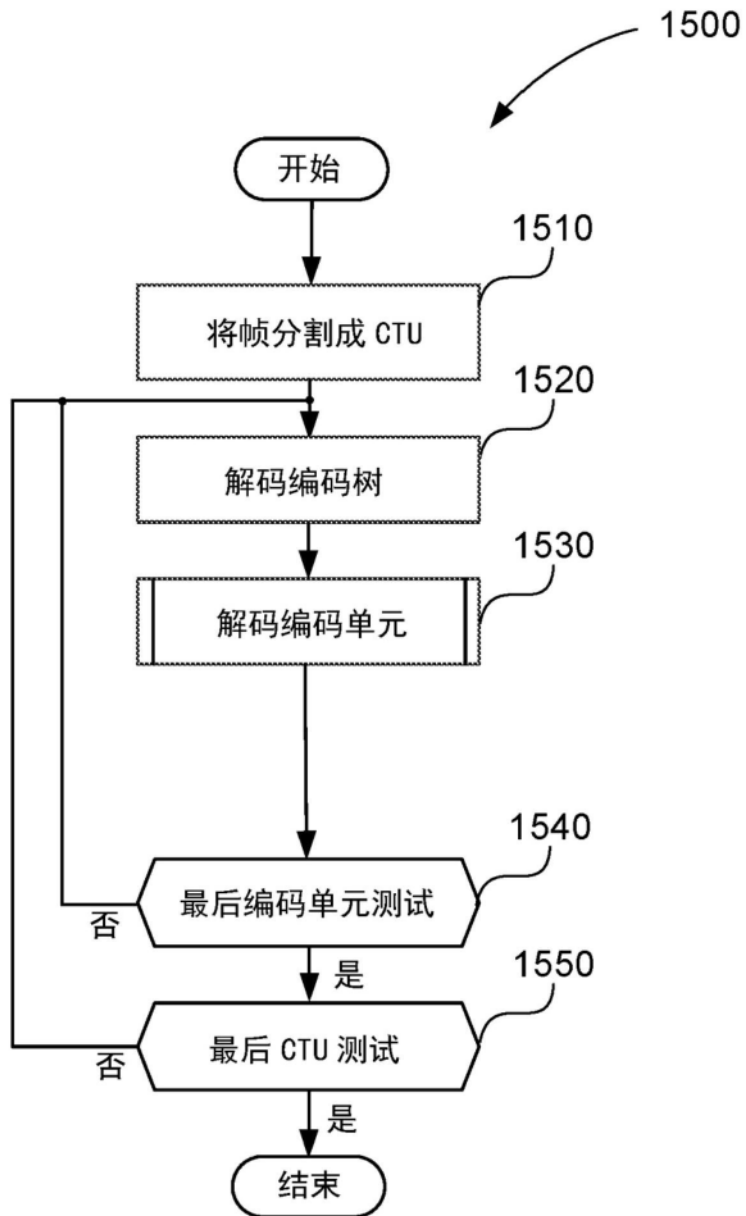 1500
开始
1510
将帧分割成 CTU
1520
解码编码树
1530
解码编码单元
1540
最后编码单元测试
否
是
1550
最后 CTU 测试
否
是
结束